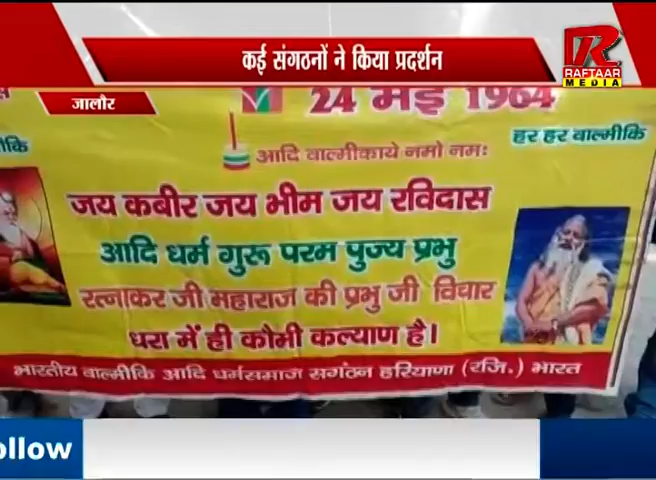 कई संगठनों ने किया प्रदर्शन
RAFTAAR
MEDIA
जालौर
24 मई 1964
आदि वाल्मीकाये नमो नमः
हर हर वाल्मीकि
जय कबीर जय भीम जय रविदास
आदि धर्म गुरू परम पुज्य प्रभु
रत्नाकर जी महाराज की प्रभु जी विचार
धरा में ही कौमी कल्याण है।
भारतीय वाल्मीकि आदि धर्मसमाज संगठन हरियाणा (रजि.) भारत
ollow